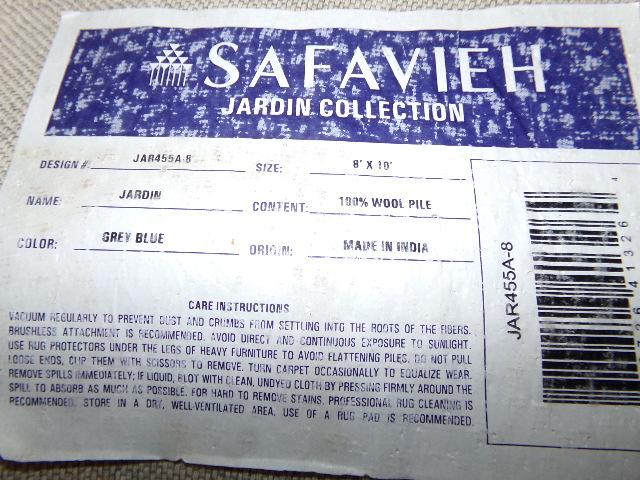 SAFAVIEH
JARDIN COLLECTION
DESIGN #: JAR455A-8 SIZE: 8' X 10'
NAME: JARDIN CONTENT: 100% WOOL PILE
COLOR: GREY BLUE ORIGIN: MADE IN INDIA
CARE INSTRUCTIONS
VACUUM REGULARLY TO PREVENT DUST AND CRUMBS FROM SETTLING INTO THE ROOTS OF THE FIBERS.
BRUSHLESS ATTACHMENT IS RECOMMENDED. AVOID DIRECT AND CONTINUOUS EXPOSURE TO SUNLIGHT.
USE RUG PROTECTORS UNDER THE LEGS OF HEAVY FURNITURE TO AVOID FLATTENING PILES. DO NOT PULL
LOOSE ENDS, CLIP THEM WITH SCISSORS TO REMOVE. TURN CARPET OCCASIONALLY TO EQUALIZE WEAR.
REMOVE SPILLS IMMEDIATELY; IF LIQUID, BLOT WITH CLEAN, UNDYED CLOTH BY PRESSING FIRMLY AROUND THE
SPILL TO ABSORB AS MUCH AS POSSIBLE. FOR HARD TO REMOVE STAINS, PROFESSIONAL RUG CLEANING IS
RECOMMENDED. STORE IN A DRY, WELL-VENTILATED AREA. USE OF A RUG PAD IS RECOMMENDED.
JAR455A-8
41326
4